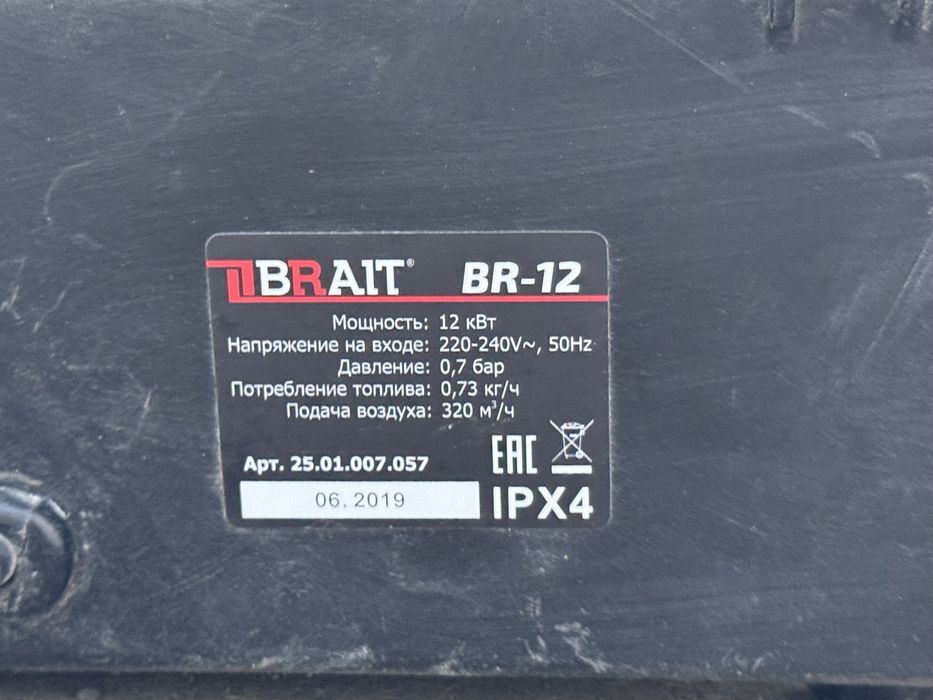 BRAIT® BR-12
Мощность: 12 кВт
Напряжение на входе: 220-240V~, 50Hz
Давление: 0,7 бар
Потребление топлива: 0,73 кг/ч
Подача воздуха: 320 м³/ч
Арт. 25.01.007.057
EAC
06.2019
IPX4